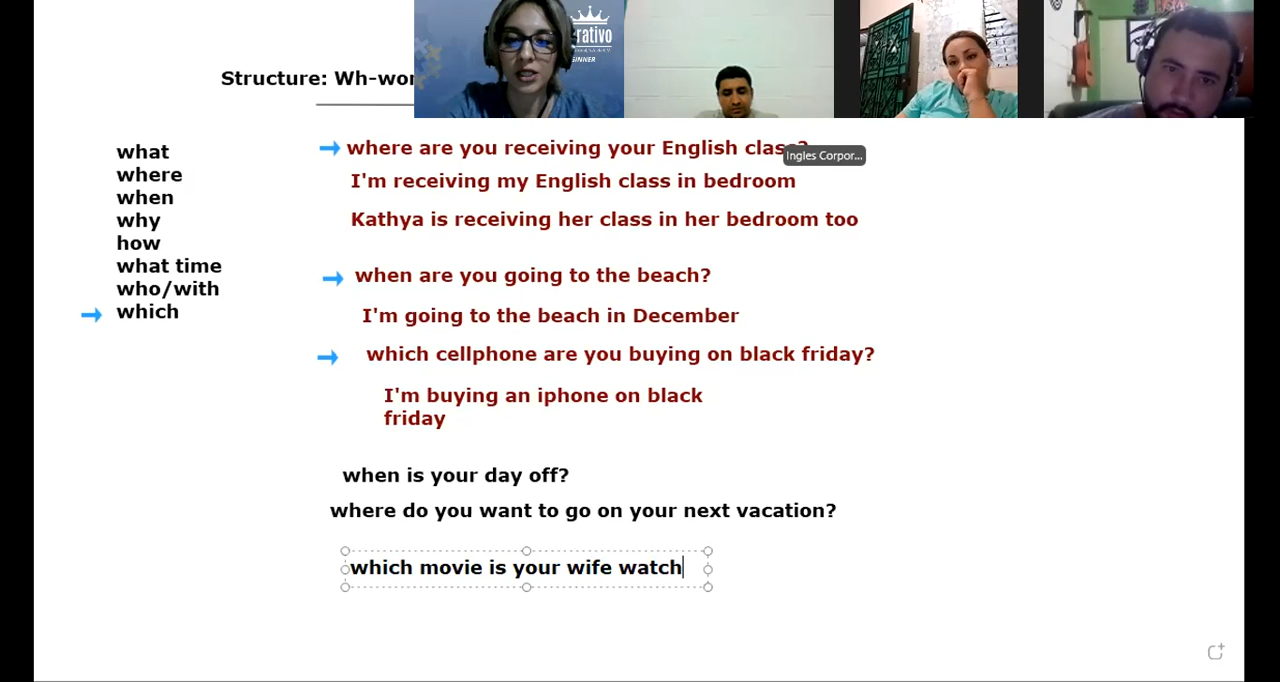 Structure: Wh-wor
rativo
what
where
when
why
how
what time
who/with
which
where are you receiving your English class?
Ingles Corpor...
I'm receiving my English class in bedroom
Kathya is receiving her class in her bedroom too
when are you going to the beach?
I'm going to the beach in December
which cellphone are you buying on black friday?
I'm buying an iphone on black
friday
when is your day off?
where do you want to go on your next vacation?
which movie is your wife watch